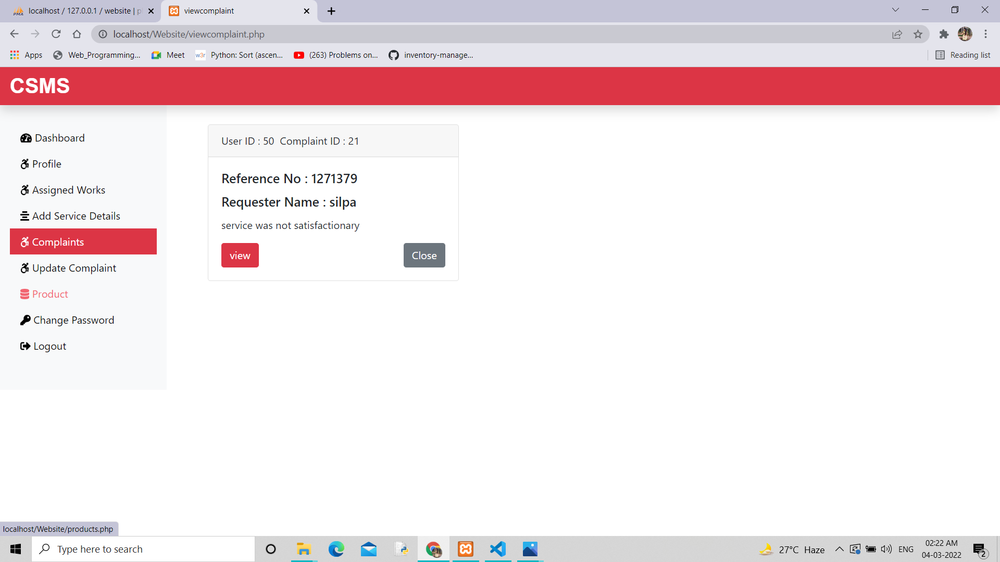 localhost / 127.0.0.1 / website | p
viewcomplaint
localhost/Website/viewcomplaint.php
Apps
Web_Programming...
Meet
w3r
Python: Sort (ascen...
(263) Problems on...
inventory-manage...
Reading list
CSMS
Dashboard
Profile
Assigned Works
Add Service Details
Complaints
Update Complaint
Product
Change Password
Logout
User ID : 50 Complaint ID : 21
Reference No : 1271379
Requester Name : silpa
service was not satisfactionary
view
Close
localhost/Website/products.php
Type here to search
27°C Haze
ENG
02:22 AM
04-03-2022
2